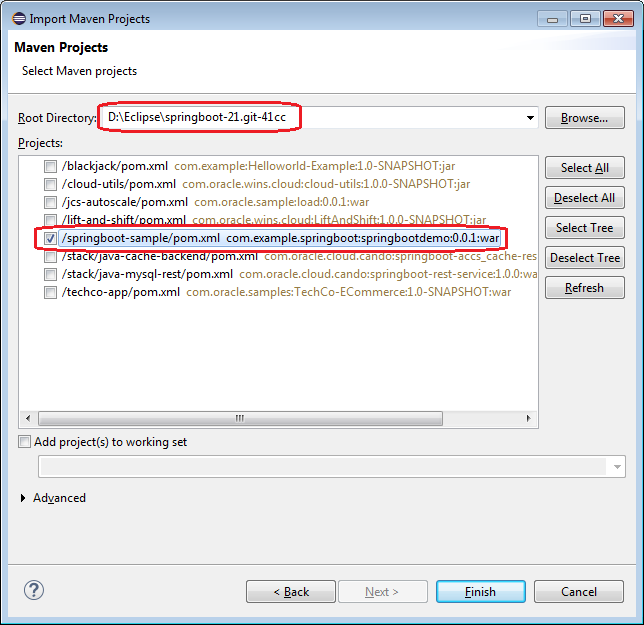 Import Maven Projects
Maven Projects
Select Maven projects
Root Directory: D:\Eclipse\springboot-21.git-41cc Browse...
Projects:
/blackjack/pom.xml com.example:Helloworld-Example:1.0-SNAPSHOT:jar Select All
/cloud-utils/pom.xml com.oracle.wins.cloud:cloud-utils:1.0-SNAPSHOT:jar
/jcs-autoscale/pom.xml com.oracle.sample:load:0.0.1:war Deselect All
/lift-and-shift/pom.xml com.oracle.wins.cloud:LiftAndShift:1.0.0-SNAPSHOT:jar
/springboot-sample/pom.xml com.example.springboot:springbootdemo:0.0.1:war Select Tree
/stack/java-cache-backend/pom.xml com.oracle.cloud.cando:springboot-accs_cache-res Deselect Tree
/stack/java-mysql-rest/pom.xml com.oracle.cloud.cando:springboot-rest-service:1.0.0:wa
/techco-app/pom.xml com.oracle.samples:TechCo-ECommerce:1.0-SNAPSHOT:war Refresh
Add project(s) to working set
Advanced
? < Back Next > Finish Cancel